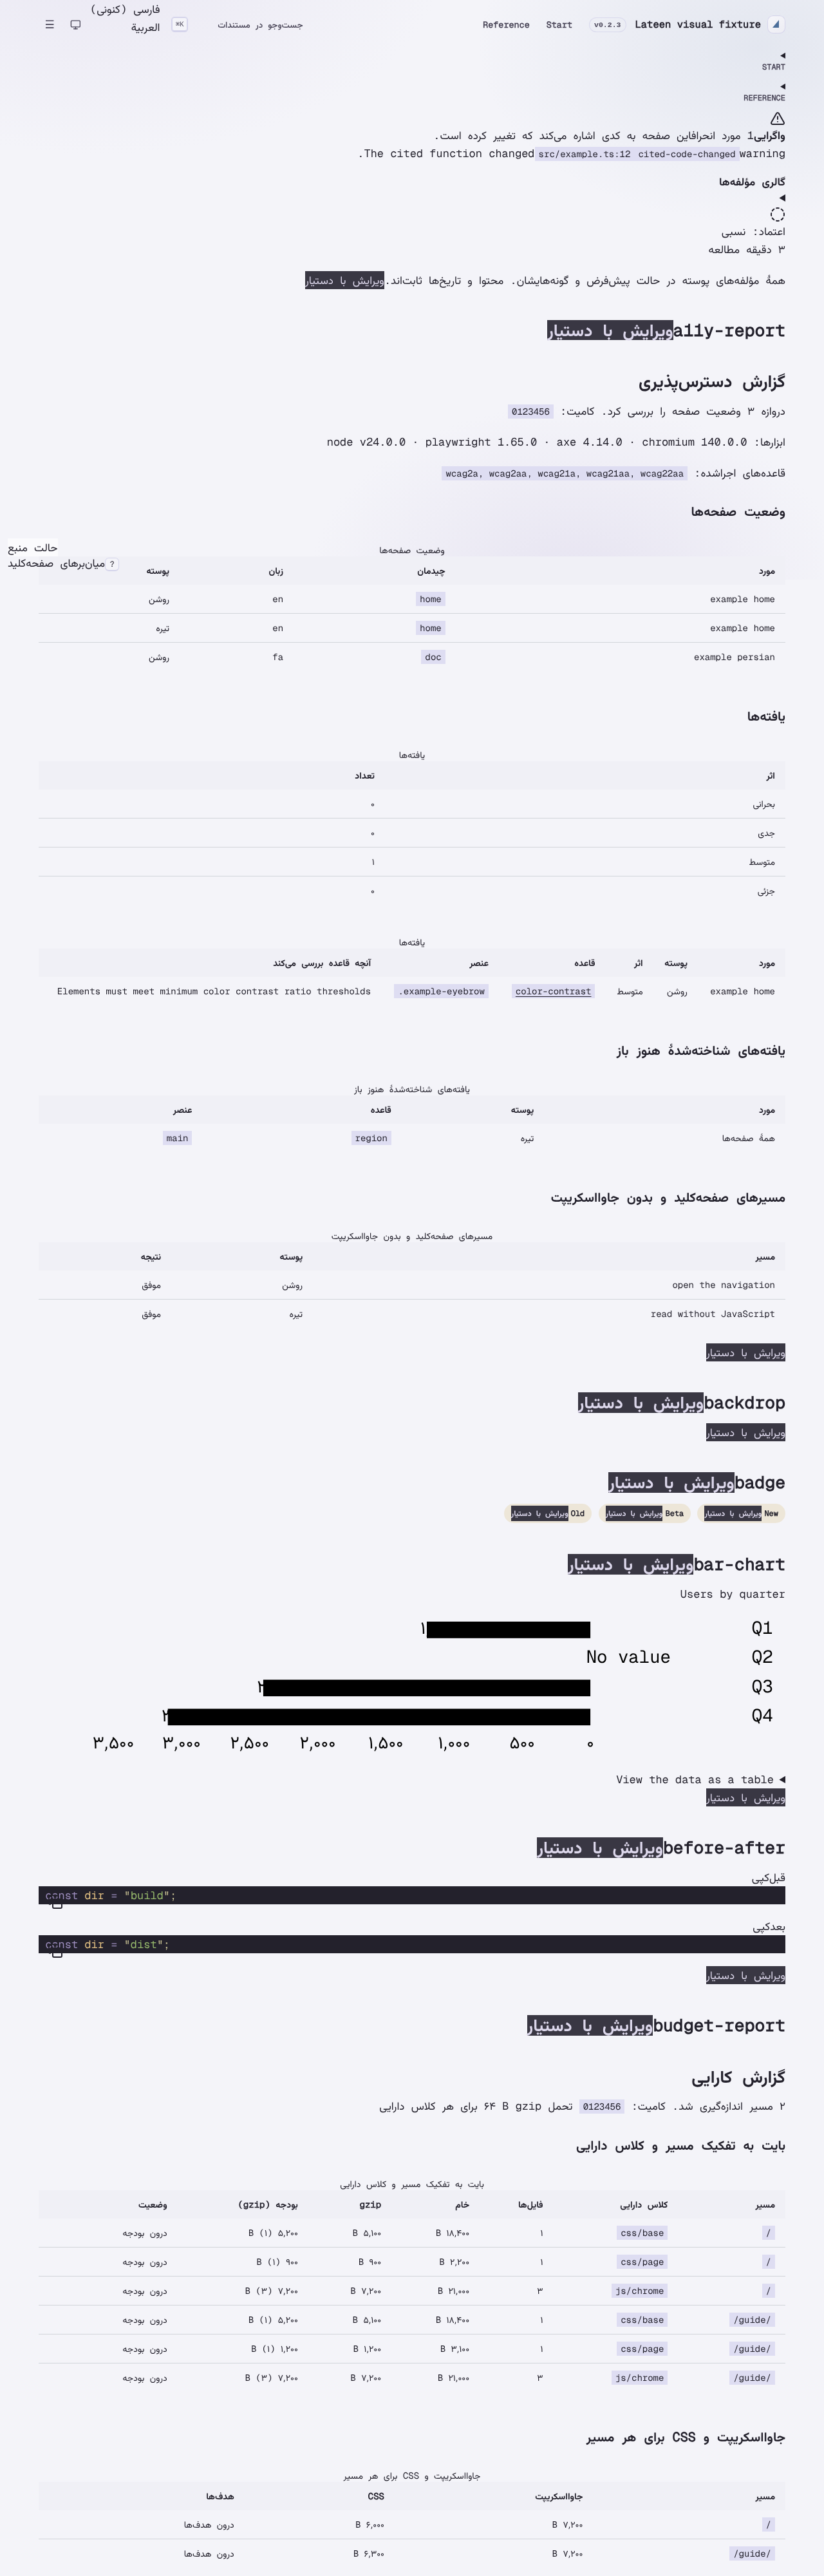 Lateen visual fixture v0.2.3 Start Reference جست‌وجو در مستندات ⌘K فارسی (کنونی)
العربية
START
REFERENCE
واگرایی1 مورد انحرافاین صفحه به کدی اشاره می‌کند که تغییر کرده است.
warning cited-code-changed src/example.ts:12 The cited function changed.
گالری مؤلفه‌ها
اعتماد: نسبی
۳ دقیقه مطالعه
همهٔ مؤلفه‌های پوسته در حالت پیش‌فرض و گونه‌هایشان. محتوا و تاریخ‌ها ثابت‌اند. ویرایش با دستیار
a11y-report ویرایش با دستیار
گزارش دسترس‌پذیری
دروازه ۳ وضعیت صفحه را بررسی کرد. کامیت: 0123456
ابزارها: node v24.0.0 · playwright 1.65.0 · axe 4.14.0 · chromium 140.0.0
قاعده‌های اجراشده: wcag2a, wcag2aa, wcag21a, wcag21aa, wcag22aa
وضعیت صفحه‌ها
حالت منبع
میان‌برهای صفحه‌کلید ?
وضعیت صفحه‌ها
مورد چیدمان زبان پوسته
example home home en روشن
example home home en تیره
example persian doc fa روشن
یافته‌ها
یافته‌ها
اثر تعداد
بحرانی ۰
جدی ۰
متوسط ۱
جزئی ۰
یافته‌ها
مورد پوسته اثر قاعده عنصر آنچه قاعده بررسی می‌کند
example home روشن متوسط color-contrast .example-eyebrow Elements must meet minimum color contrast ratio thresholds
یافته‌های شناخته‌شدهٔ هنوز باز
یافته‌های شناخته‌شدهٔ هنوز باز
مورد پوسته قاعده عنصر
همهٔ صفحه‌ها تیره region main
مسیرهای صفحه‌کلید و بدون جاوااسکریپت
مسیرهای صفحه‌کلید و بدون جاوااسکریپت
مسیر پوسته نتیجه
open the navigation روشن موفق
read without JavaScript تیره موفق
ویرایش با دستیار
backdrop ویرایش با دستیار
ویرایش با دستیار
badge ویرایش با دستیار
New ویرایش با دستیار Beta ویرایش با دستیار Old ویرایش با دستیار
bar-chart ویرایش با دستیار
Users by quarter
Q1 ۱
Q2 No value
Q3 ۲
Q4
۰ ۵۰۰ ۱,۰۰۰ ۱,۵۰۰ ۲,۰۰۰ ۲,۵۰۰ ۳,۰۰۰ ۳,۵۰۰
View the data as a table
ویرایش با دستیار
before-after ویرایش با دستیار
قبل‌کپی
const dir = "build";
بعدکپی
const dir = "dist";
ویرایش با دستیار
budget-report ویرایش با دستیار
گزارش کارایی
۲ مسیر اندازه‌گیری شد. کامیت: 0123456 تحمل ۶۴ B gzip برای هر کلاس دارایی
بایت به تفکیک مسیر و کلاس دارایی
بایت به تفکیک مسیر و کلاس دارایی
مسیر کلاس دارایی فایل‌ها خام gzip بودجه (gzip) وضعیت
/ css/base ۱ ۱۸,۴۰۰ B ۵,۱۰۰ B ۵,۲۰۰ B (۱) درون بودجه
/ css/page ۱ ۲,۲۰۰ B ۹۰۰ B ۹۰۰ B (۱) درون بودجه
/ js/chrome ۳ ۲۱,۰۰۰ B ۷,۲۰۰ B ۷,۲۰۰ B (۳) درون بودجه
/guide/ css/base ۱ ۱۸,۴۰۰ B ۵,۱۰۰ B ۵,۲۰۰ B (۱) درون بودجه
/guide/ css/page ۱ ۳,۱۰۰ B ۱,۲۰۰ B ۱,۲۰۰ B (۱) درون بودجه
/guide/ js/chrome ۳ ۲۱,۰۰۰ B ۷,۲۰۰ B ۷,۲۰۰ B (۳) درون بودجه
جاوااسکریپت و CSS برای هر مسیر
جاوااسکریپت و CSS برای هر مسیر
مسیر جاوااسکریپت CSS هدف‌ها
/ ۷,۲۰۰ B ۶,۰۰۰ B درون هدف‌ها
/guide/ ۷,۲۰۰ B ۶,۳۰۰ B درون هدف‌ها